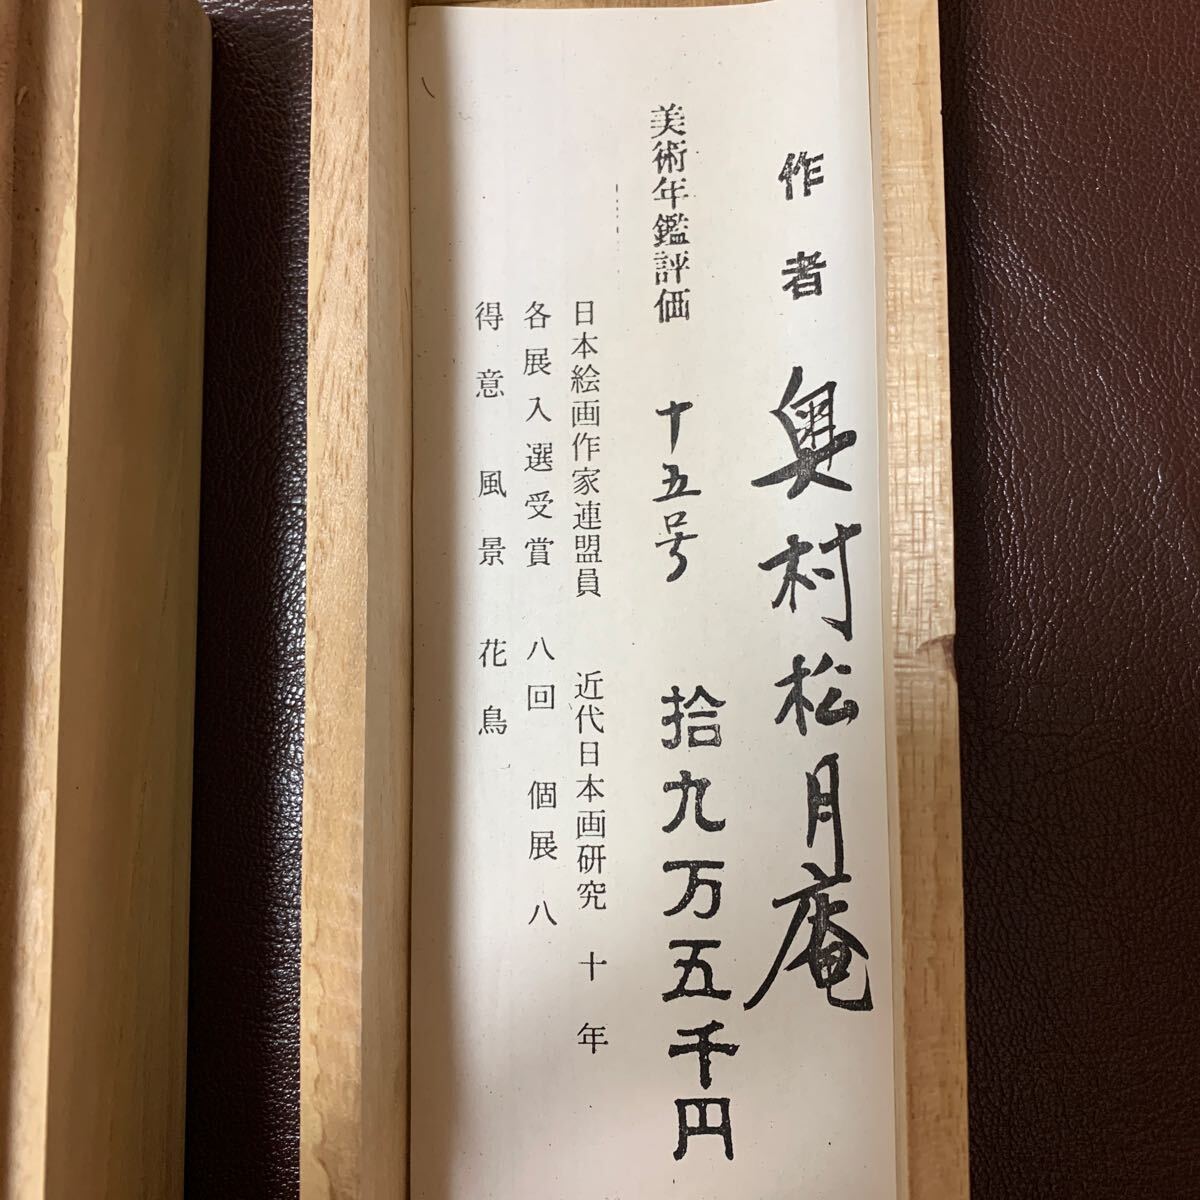 作者 奥村松月庵
美術年鑑評価 十五号 拾九万五千円
日本絵画作家連盟員 近代日本画研究 十年
各展入選受賞 八回 個展 八
得意 風景 花鳥